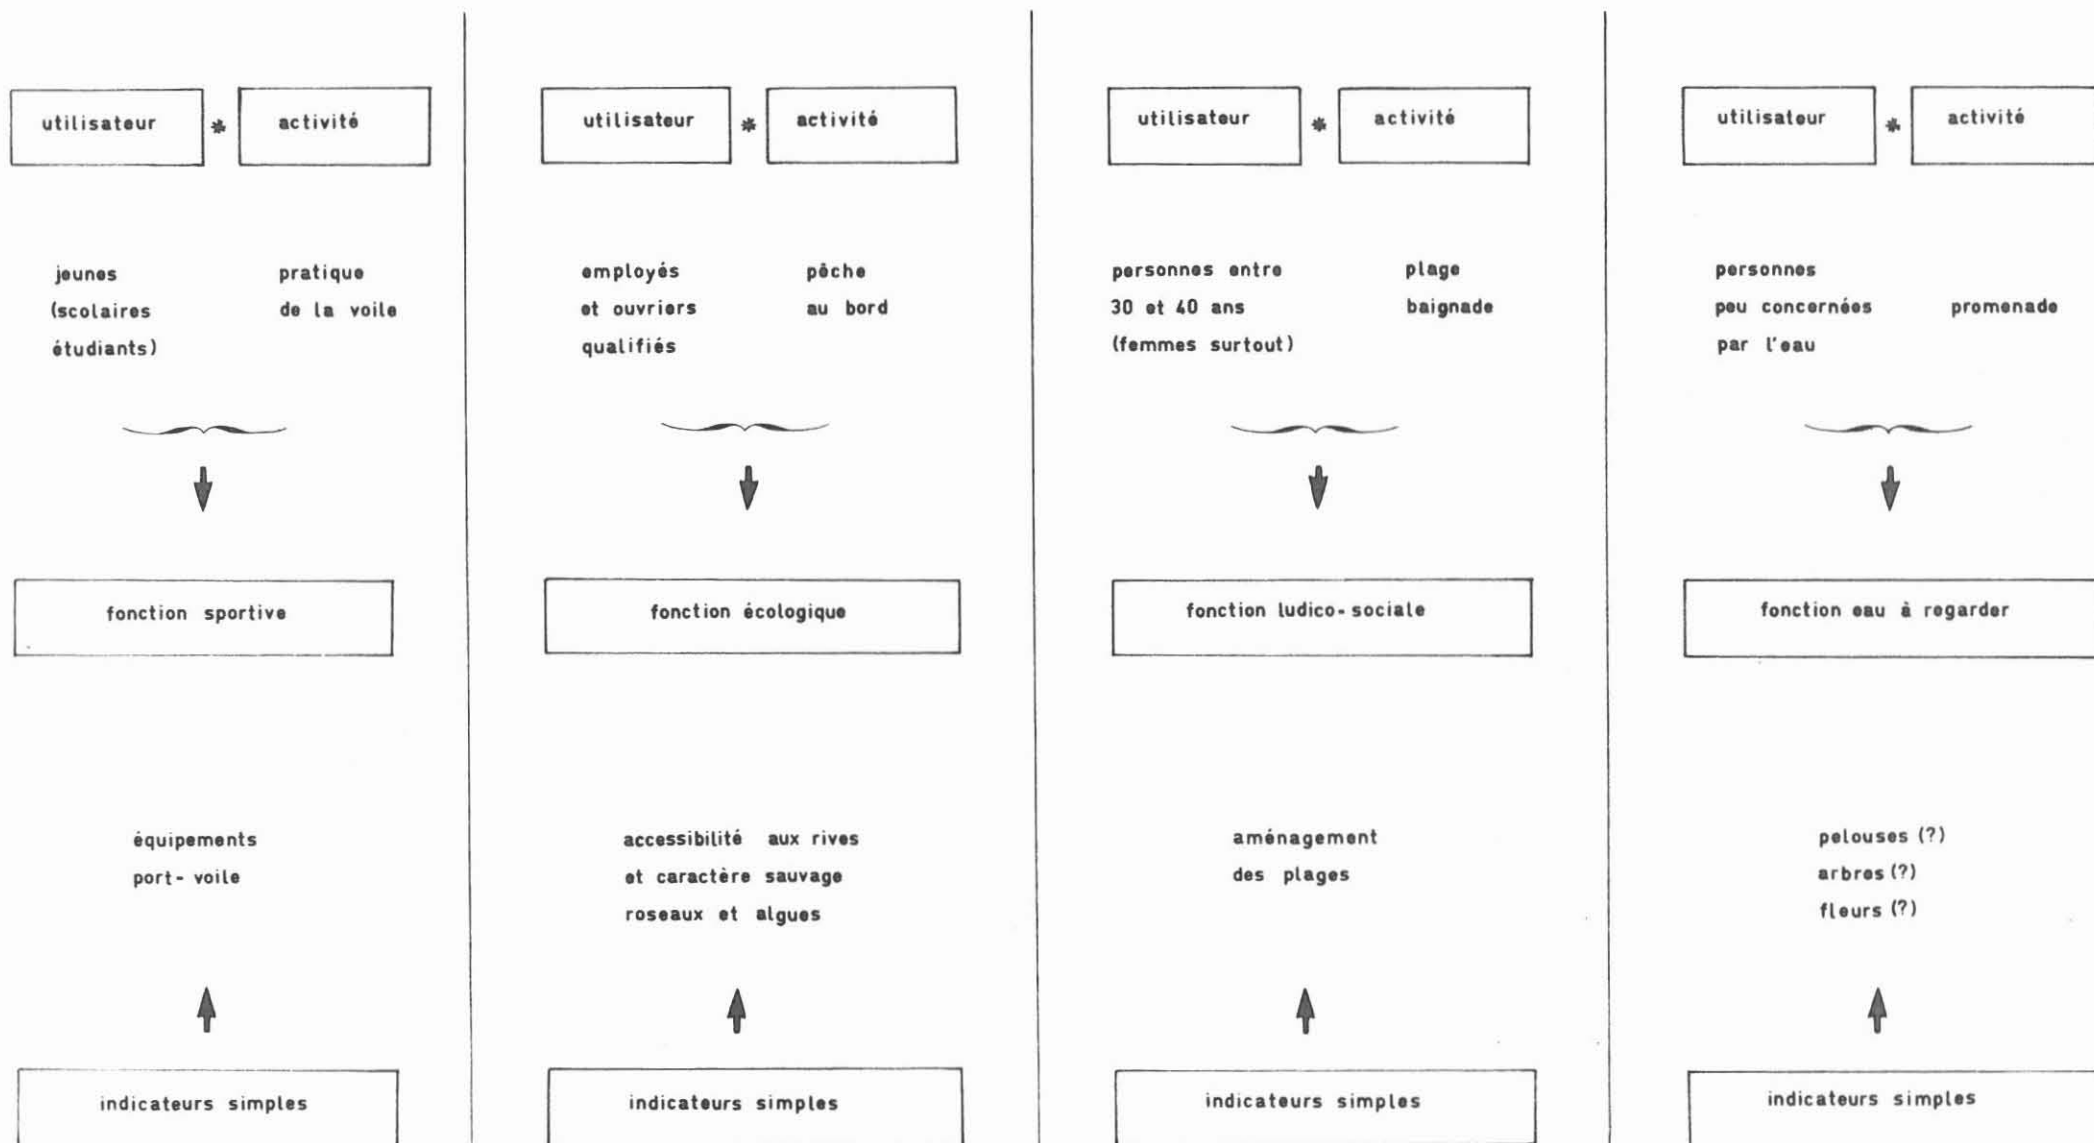 utilisateur * activité
jeunes pratique
(scolaires de la voile
étudiants)
fonction sportive
équipements
port-voile
indicateurs simples
utilisateur * activité
employés pêche
et ouvriers au bord
qualifiés
fonction écologique
accessibilité aux rives
et caractère sauvage
roseaux et algues
indicateurs simples
utilisateur * activité
personnes entre plage
30 et 40 ans baignade
(femmes surtout)
fonction ludico-sociale
aménagement
des plages
indicateurs simples
utilisateur * activité
personnes
peu concernées promenade
par l'eau
fonction eau à regarder
pelouses (?)
arbres (?)
fleurs (?)
indicateurs simples